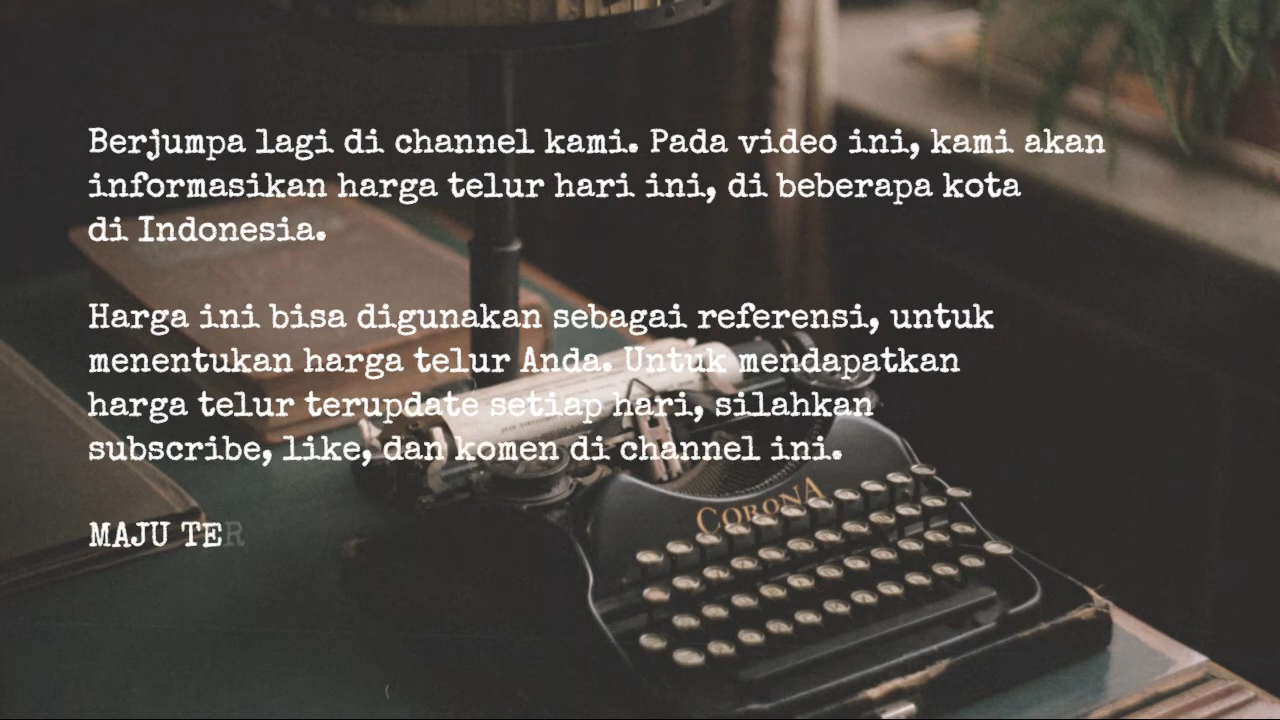 Berjumpa lagi di channel kami. Pada video ini, kami akan
informasikan harga telur hari ini, di beberapa kota
di Indonesia.
Harga ini bisa digunakan sebagai referensi, untuk
menentukan harga telur Anda. Untuk mendapatkan
harga telur terupdate setiap hari, silahkan
subscribe, like, dan komen di channel ini.
CORONA
MAJU TER